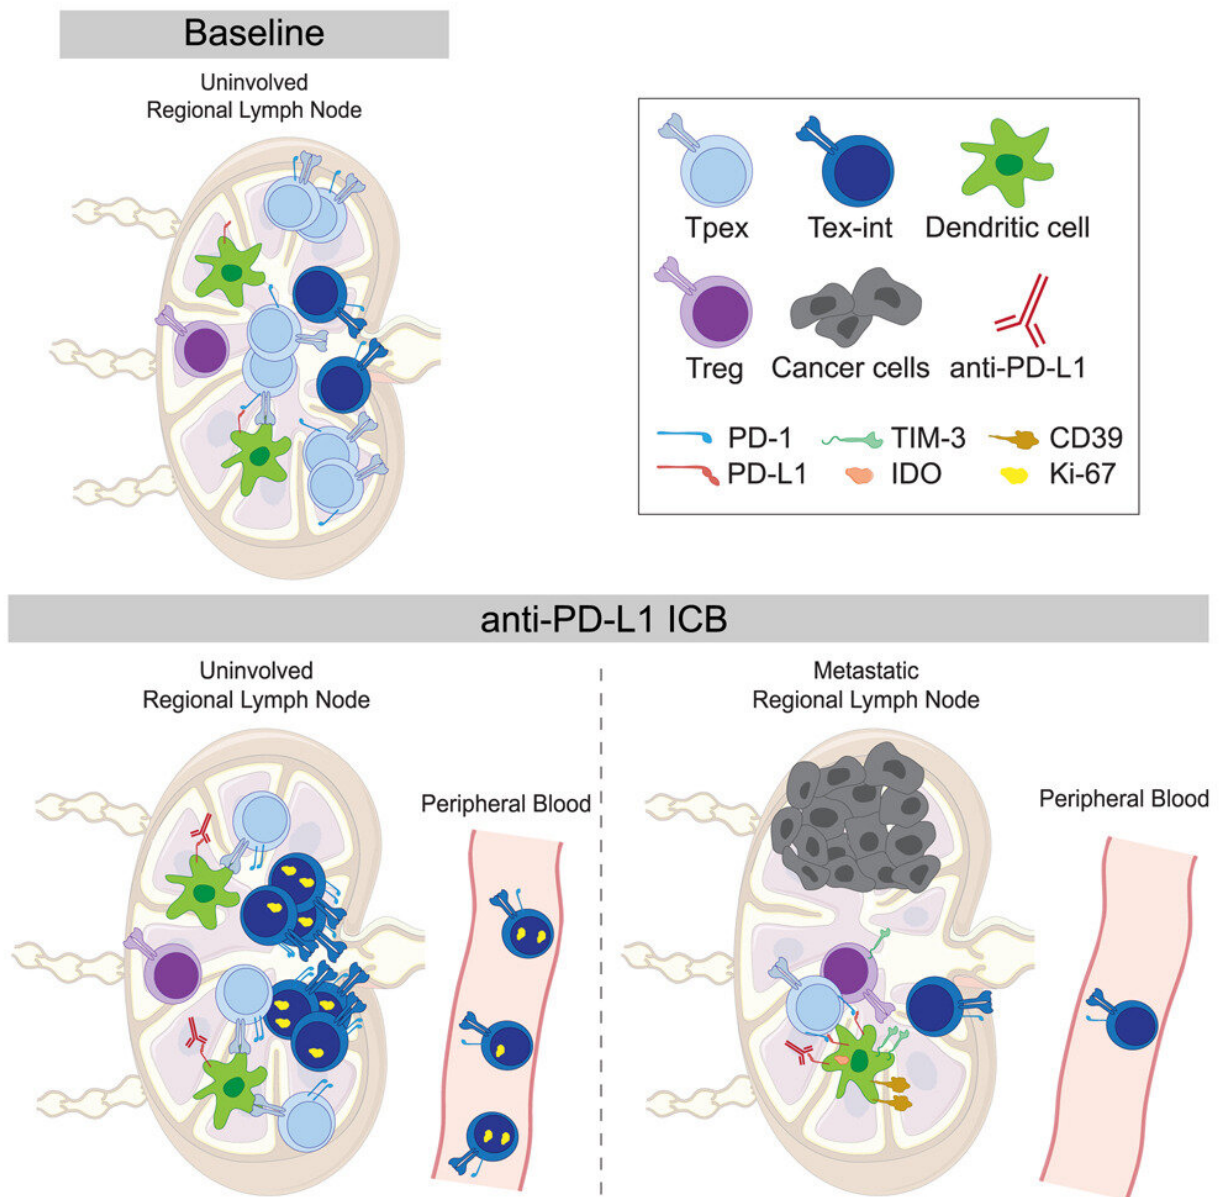 Baseline
Uninvolved
Regional Lymph Node
Tpex
Tex-int
Dendritic cell
Treg
Cancer cells
anti-PD-L1
PD-1
TIM-3
CD39
PD-L1
IDO
Ki-67
anti-PD-L1 ICB
Uninvolved
Regional Lymph Node
Peripheral Blood
Metastatic
Regional Lymph Node
Peripheral Blood